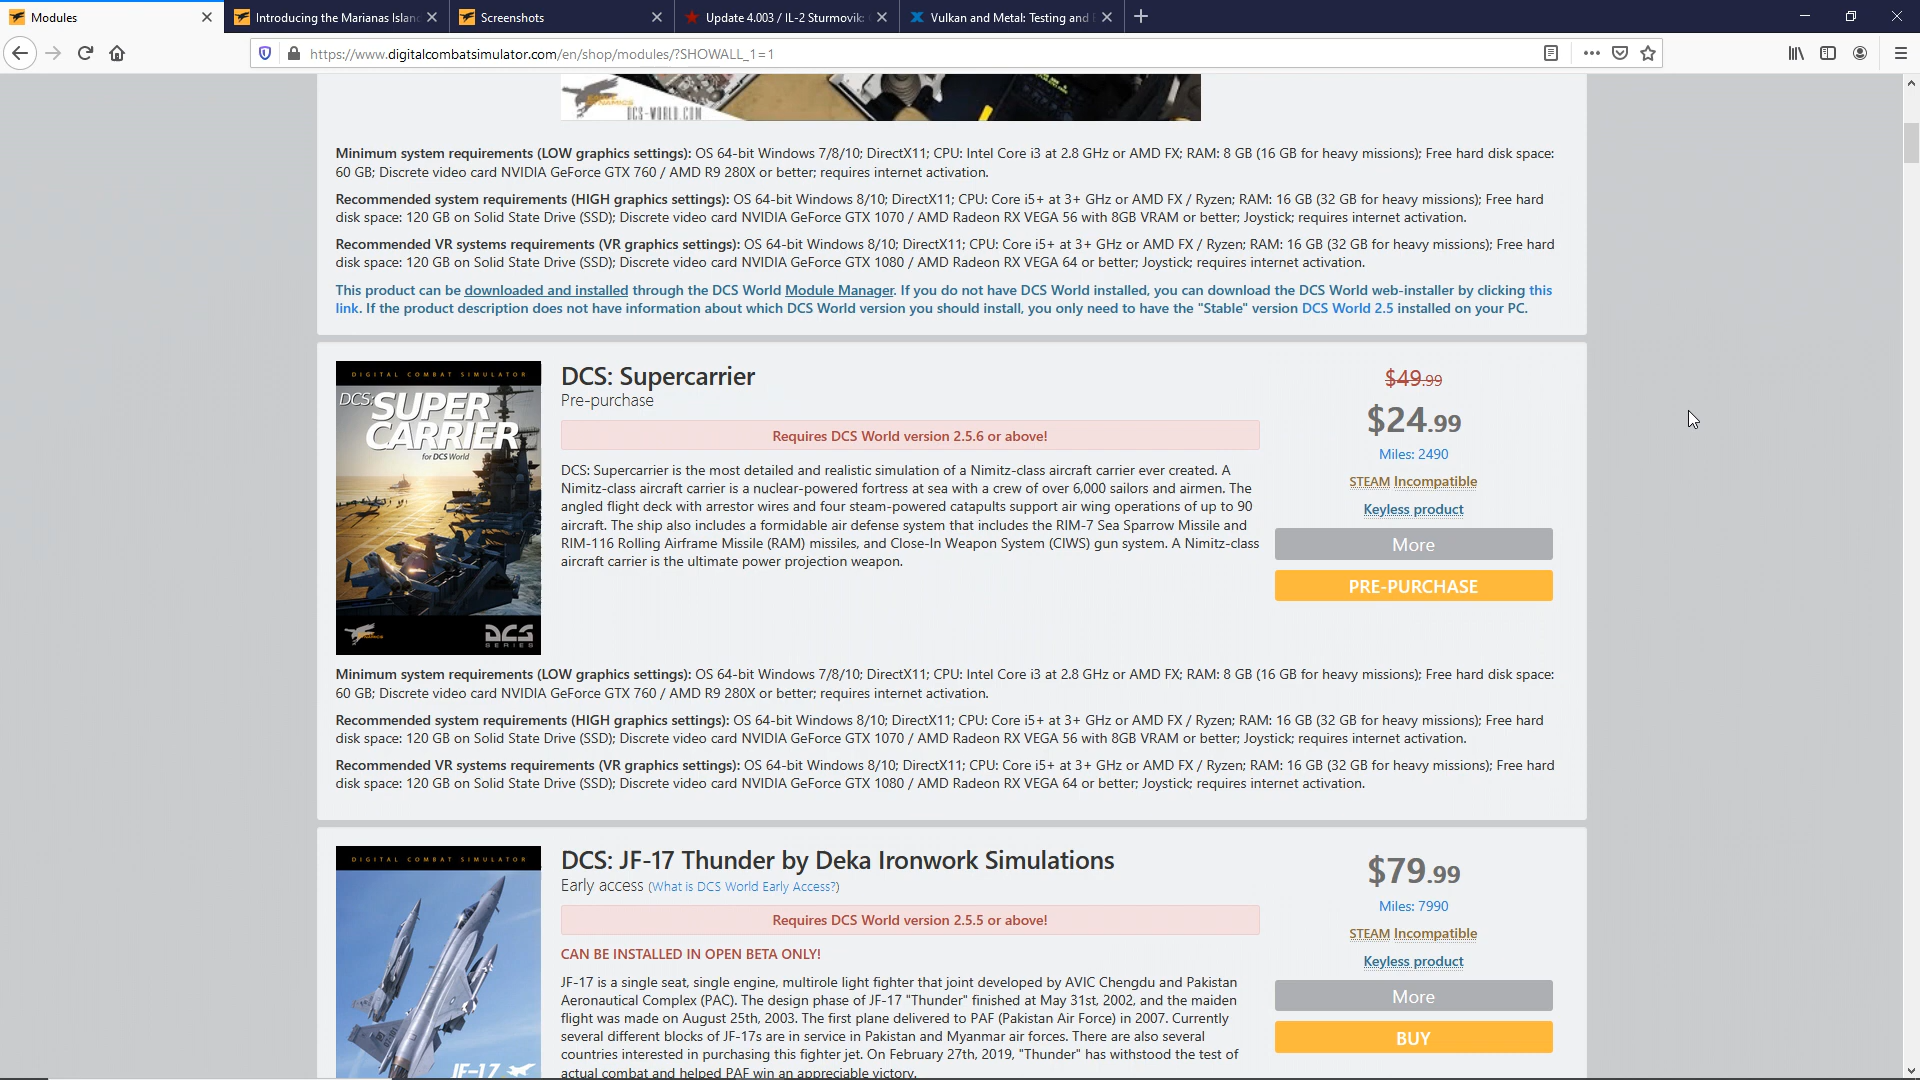 Modules
Introducing the Marianas Islan
Screenshots
Update 4.003 / IL-2 Sturmovik:
Vulkan and Metal: Testing and
https://www.digitalcombatsimulator.com/en/shop/modules/?SHOWALL_1=1
DCS-WORLD.COM
Minimum system requirements (LOW graphics settings): OS 64-bit Windows 7/8/10; DirectX11; CPU: Intel Core i3 at 2.8 GHz or AMD FX; RAM: 8 GB (16 GB for heavy missions); Free hard disk space:
60 GB; Discrete video card NVIDIA GeForce GTX 760 / AMD R9 280X or better; requires internet activation.
Recommended system requirements (HIGH graphics settings): OS 64-bit Windows 8/10; DirectX11; CPU: Core i5+ at 3+ GHz or AMD FX / Ryzen; RAM: 16 GB (32 GB for heavy missions); Free hard
disk space: 120 GB on Solid State Drive (SSD); Discrete video card NVIDIA GeForce GTX 1070 / AMD Radeon RX VEGA 56 with 8GB VRAM or better; Joystick; requires internet activation.
Recommended VR systems requirements (VR graphics settings): OS 64-bit Windows 8/10; DirectX11; CPU: Core i5+ at 3+ GHz or AMD FX / Ryzen; RAM: 16 GB (32 GB for heavy missions); Free hard
disk space: 120 GB on Solid State Drive (SSD); Discrete video card NVIDIA GeForce GTX 1080 / AMD Radeon RX VEGA 64 or better; Joystick; requires internet activation.
This product can be downloaded and installed through the DCS World Module Manager. If you do not have DCS World installed, you can download the DCS World web-installer by clicking this
link. If the product description does not have information about which DCS World version you should install, you only need to have the "Stable" version DCS World 2.5 installed on your PC.
DIGITAL COMBAT SIMULATOR
DCS:
SUPER
CARRIER
for DCS World
DCS
SERIES
DCS: Supercarrier
Pre-purchase
Requires DCS World version 2.5.6 or above!
DCS: Supercarrier is the most detailed and realistic simulation of a Nimitz-class aircraft carrier ever created. A
Nimitz-class aircraft carrier is a nuclear-powered fortress at sea with a crew of over 6,000 sailors and airmen. The
angled flight deck with arrestor wires and four steam-powered catapults support air wing operations of up to 90
aircraft. The ship also includes a formidable air defense system that includes the RIM-7 Sea Sparrow Missile and
RIM-116 Rolling Airframe Missile (RAM) missiles, and Close-In Weapon System (CIWS) gun system. A Nimitz-class
aircraft carrier is the ultimate power projection weapon.
$49.99
$24.99
Miles: 2490
STEAM Incompatible
Keyless product
More
PRE-PURCHASE
Minimum system requirements (LOW graphics settings): OS 64-bit Windows 7/8/10; DirectX11; CPU: Intel Core i3 at 2.8 GHz or AMD FX; RAM: 8 GB (16 GB for heavy missions); Free hard disk space:
60 GB; Discrete video card NVIDIA GeForce GTX 760 / AMD R9 280X or better; requires internet activation.
Recommended system requirements (HIGH graphics settings): OS 64-bit Windows 8/10; DirectX11; CPU: Core i5+ at 3+ GHz or AMD FX / Ryzen; RAM: 16 GB (32 GB for heavy missions); Free hard
disk space: 120 GB on Solid State Drive (SSD); Discrete video card NVIDIA GeForce GTX 1070 / AMD Radeon RX VEGA 56 with 8GB VRAM or better; Joystick; requires internet activation.
Recommended VR systems requirements (VR graphics settings): OS 64-bit Windows 8/10; DirectX11; CPU: Core i5+ at 3+ GHz or AMD FX / Ryzen; RAM: 16 GB (32 GB for heavy missions); Free hard
disk space: 120 GB on Solid State Drive (SSD); Discrete video card NVIDIA GeForce GTX 1080 / AMD Radeon RX VEGA 64 or better; Joystick; requires internet activation.
DIGITAL COMBAT SIMULATOR
JF-17
DCS: JF-17 Thunder by Deka Ironwork Simulations
Early access (What is DCS World Early Access?)
Requires DCS World version 2.5.5 or above!
CAN BE INSTALLED IN OPEN BETA ONLY!
JF-17 is a single seat, single engine, multirole light fighter that joint developed by AVIC Chengdu and Pakistan
Aeronautical Complex (PAC). The design phase of JF-17 "Thunder" finished at May 31st, 2002, and the maiden
flight was made on August 25th, 2003. The first plane delivered to PAF (Pakistan Air Force) in 2007. Currently
several different blocks of JF-17s are in service in Pakistan and Myanmar air forces. There are also several
countries interested in purchasing this fighter jet. On February 27th, 2019, "Thunder" has withstood the test of
actual combat and helped PAF win an appreciable victory.
$79.99
Miles: 7990
STEAM Incompatible
Keyless product
More
BUY